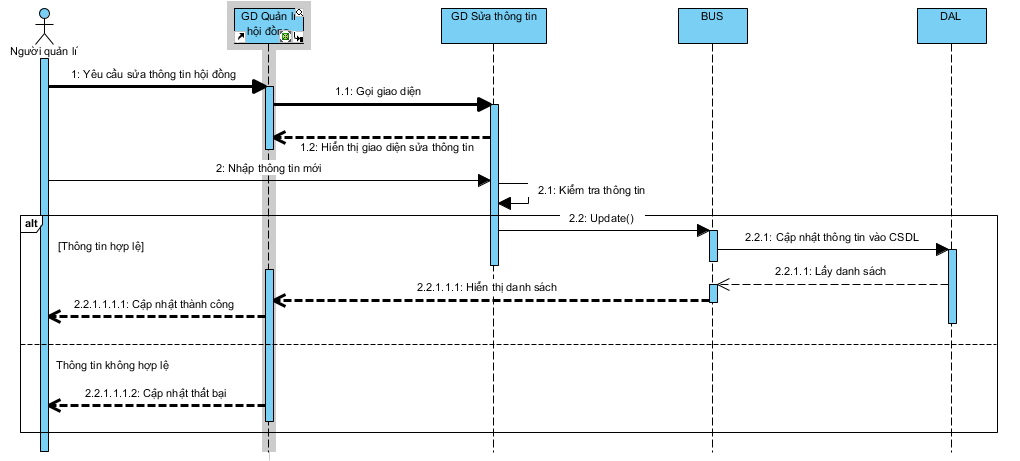 GD Quản lí
hội đồng
GD Sửa thông tin
BUS
DAL
Người quản lí
1: Yêu cầu sửa thông tin hội đồng
1.1: Gọi giao diện
1.2: Hiển thị giao diện sửa thông tin
2: Nhập thông tin mới
2.1: Kiểm tra thông tin
alt
2.2: Update()
[Thông tin hợp lệ]
2.2.1: Cập nhật thông tin vào CSDL
2.2.1.1: Lấy danh sách
2.2.1.1.1: Hiển thị danh sách
2.2.1.1.1.1: Cập nhật thành công
Thông tin không hợp lệ
2.2.1.1.1.2: Cập nhật thất bại